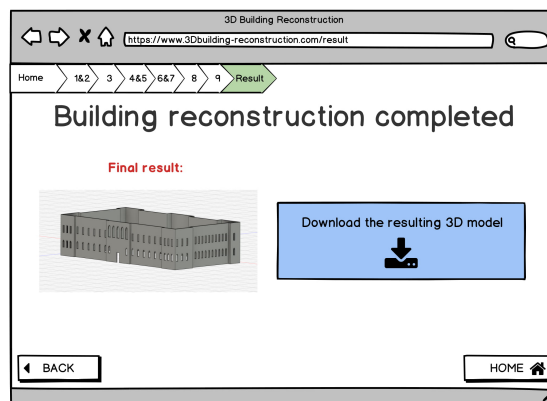 3D Building Reconstruction
https://www.3Dbuilding-reconstruction.com/result
Home 1&2 3 4&5 6&7 8 9 Result
Building reconstruction completed
Final result:
Download the resulting 3D model
BACK
HOME